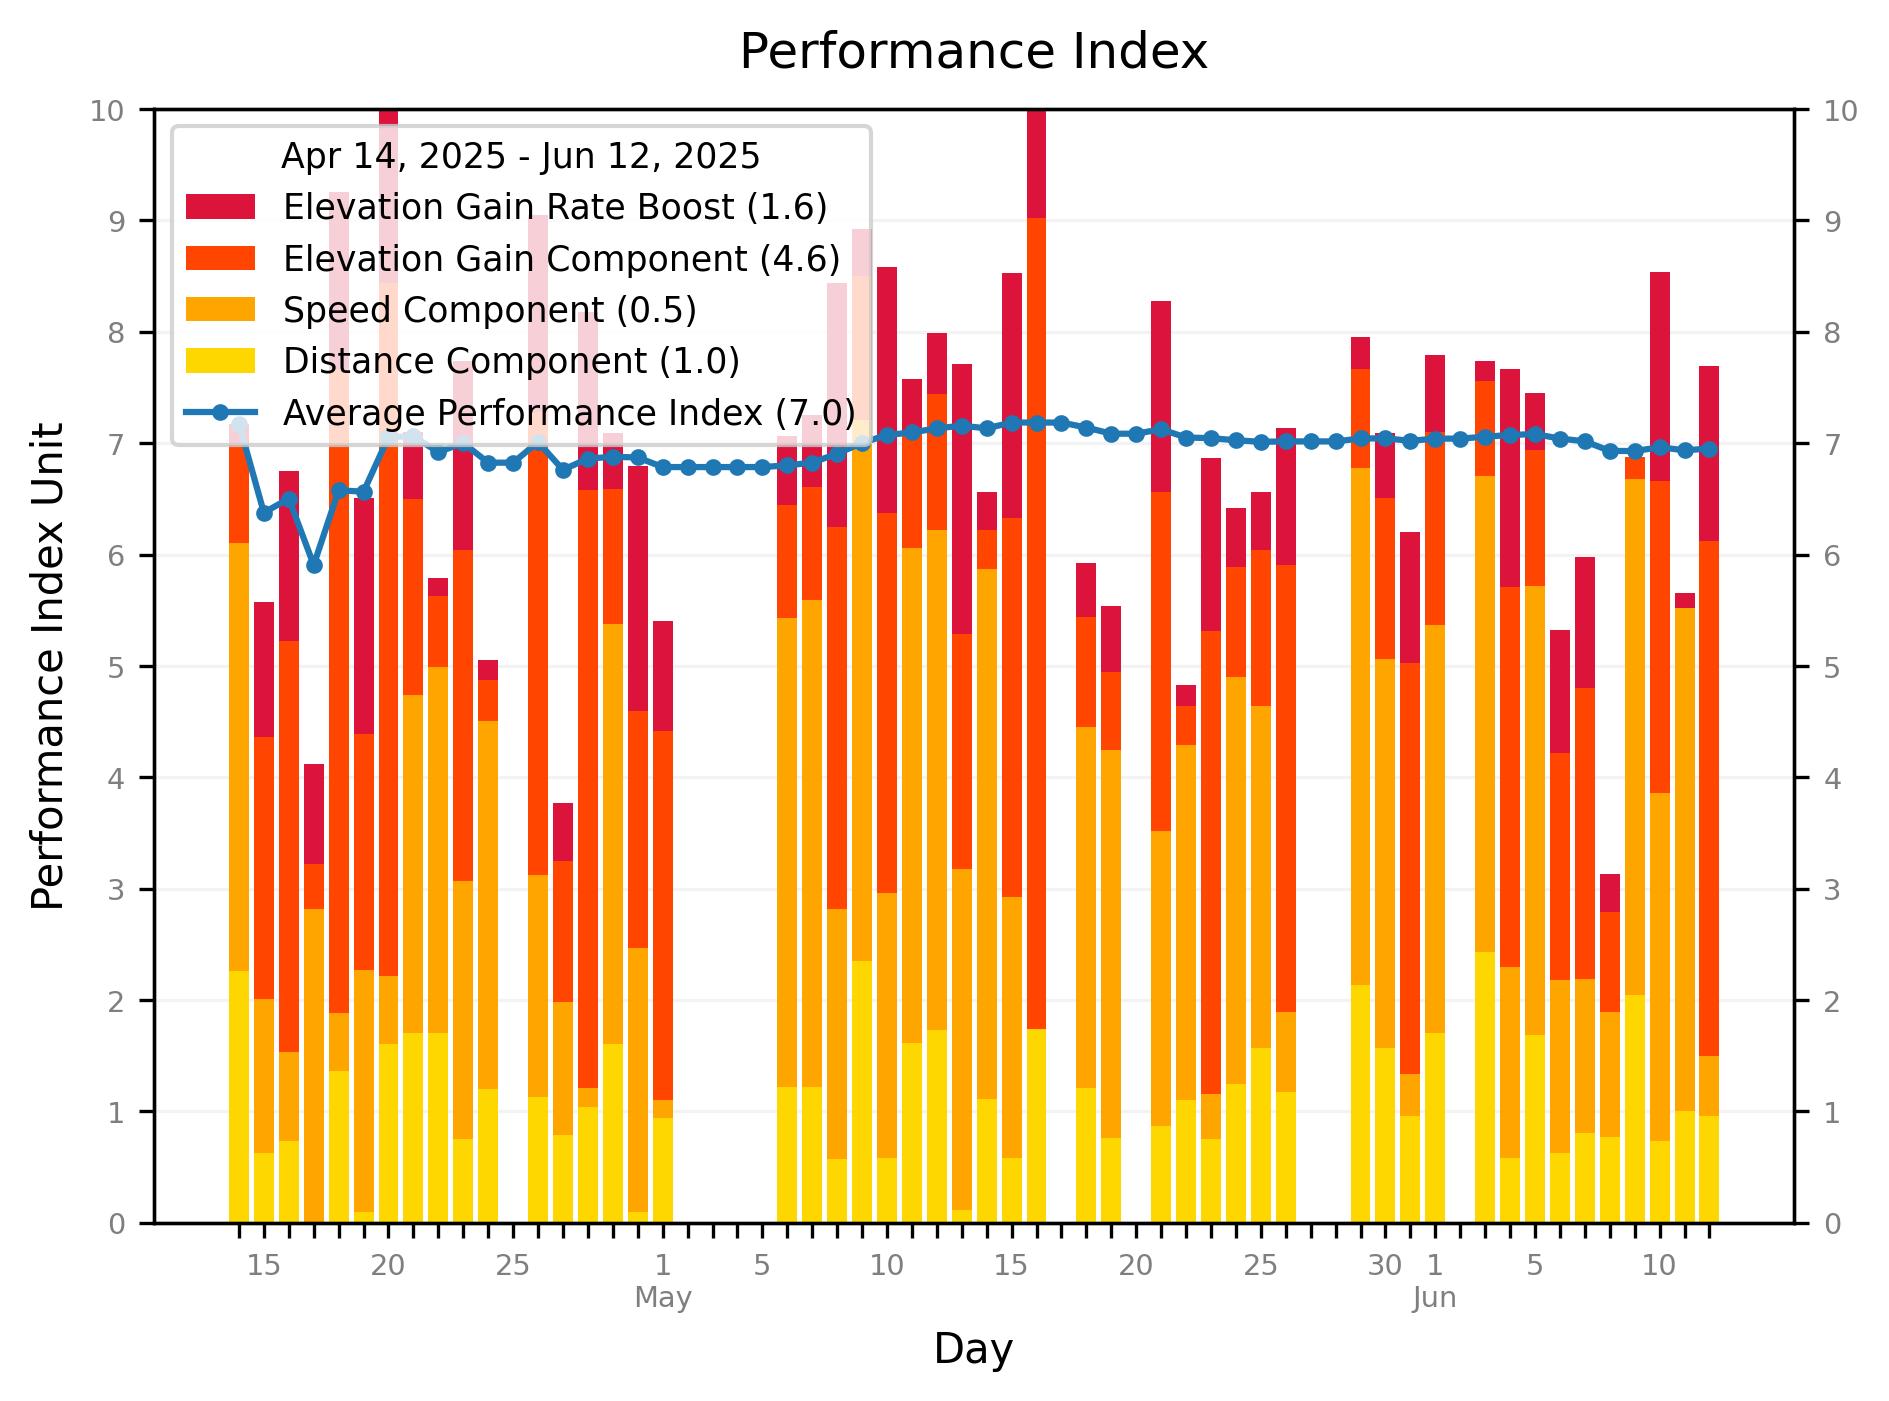 Performance Index
Apr 14, 2025 - Jun 12, 2025
Elevation Gain Rate Boost (1.6)
Elevation Gain Component (4.6)
Speed Component (0.5)
Distance Component (1.0)
Average Performance Index (7.0)
Performance Index Unit
10
9
8
7
6
5
4
3
2
1
0
10
9
8
7
6
5
4
3
2
1
0
15 20 25 1 5 10 15 20 25 30 1 5 10
May Jun
Day